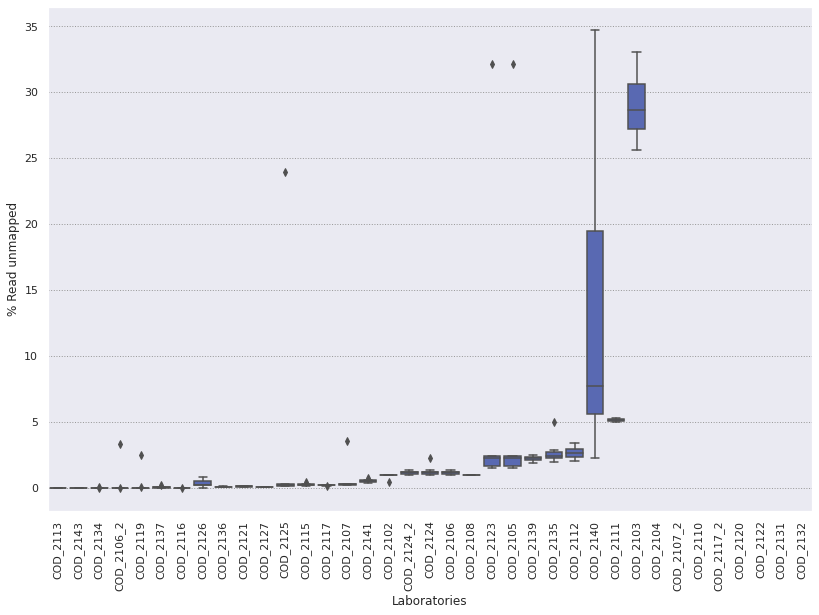 35
30
25
20
15
10
5
0
% Read unmapped
COD_2113
COD_2143
COD_2134
COD_2106_2
COD_2119
COD_2137
COD_2116
COD_2126
COD_2136
COD_2121
COD_2127
COD_2125
COD_2115
COD_2117
COD_2107
COD_2141
COD_2102
COD_2124_2
COD_2124
COD_2106
COD_2108
COD_2123
COD_2105
COD_2139
COD_2135
COD_2112
COD_2140
COD_2111
COD_2103
COD_2104
COD_2107_2
COD_2110
COD_2117_2
COD_2120
COD_2122
COD_2131
COD_2132
Laboratories